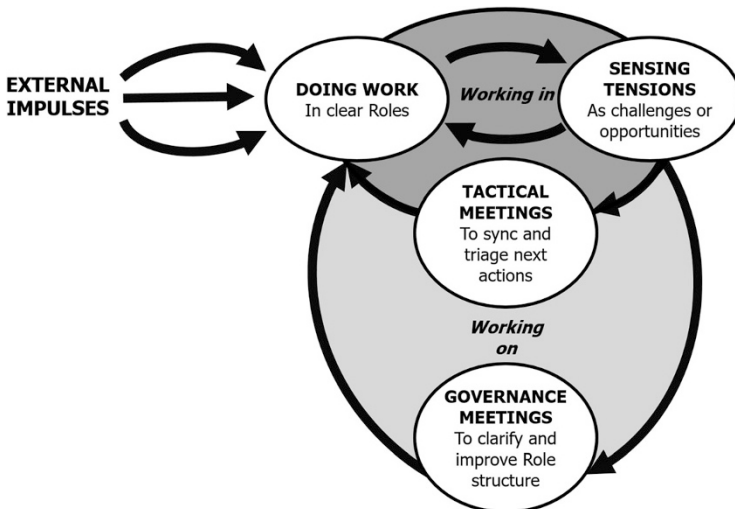 EXTERNAL
IMPULSES
DOING WORK
In clear Roles
Working in
SENSING
TENSIONS
As challenges or
opportunities
TACTICAL
MEETINGS
To sync and
triage next
actions
Working
on
GOVERNANCE
MEETINGS
To clarify and
improve Role
structure